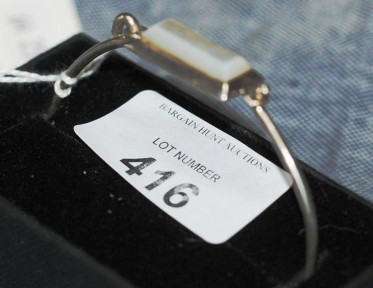 BARGAIN HUNT AUCTIONS
LOT NUMBER
416